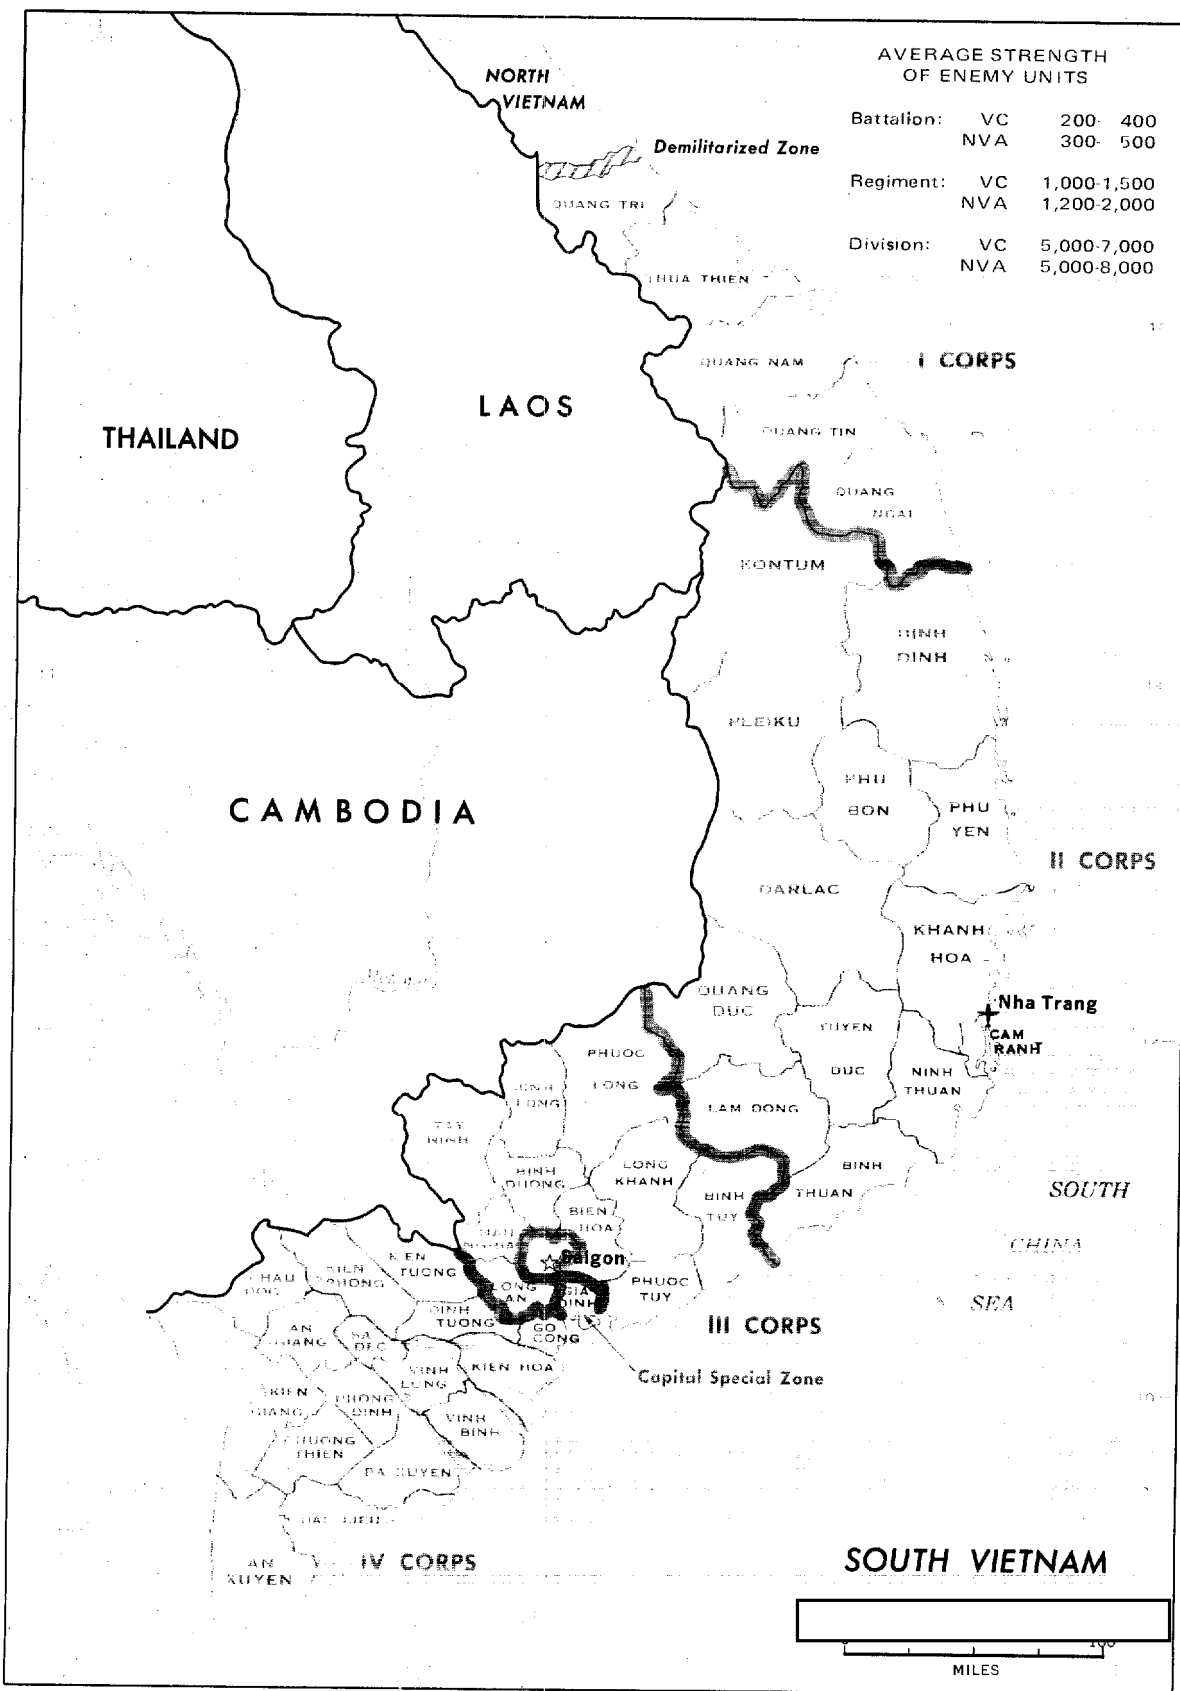 AVERAGE STRENGTH
OF ENEMY UNITS
Battalion: VC 200- 400
NVA 300- 500
Regiment: VC 1,000-1,500
NVA 1,200-2,000
Division: VC 5,000-7,000
NVA 5,000-8,000
NORTH
VIETNAM
Demilitarized Zone
QUANG TRI
THUA THIEN
QUANG NAM
I CORPS
LAOS
THAILAND
QUANG TIN
QUANG
NGAI
KONTUM
BINH
DINH
PLEIKU
PHU
BON
PHU
YEN
CAMBODIA
II CORPS
DARLAC
KHANH
HOA
QUANG
DUC
Nha Trang
CAM
RANH
TUYEN
DUC
NINH
THUAN
PHUOC
LONG
BINH
LONG
LAM DONG
TAY
NINH
BINH
DUONG
LONG
KHANH
BINH
THUAN
BINH
TUY
BIEN
HOA
SOUTH
CHINA
SEA
HAU
NGHIA
Saigon
KIEN
TUONG
KIEN
PHONG
CHAU
DOC
LONG
AN
GIA
DINH
PHUOC
TUY
DINH
TUONG
GO
CONG
AN
GIANG
SA
DEC
III CORPS
KIEN HOA
VINH
LONG
Capital Special Zone
KIEN
GIANG
PHONG
DINH
VINH
BINH
CHUONG
THIEN
BA XUYEN
BAC LIEU
AN
XUYEN
IV CORPS
SOUTH VIETNAM
0 100
MILES